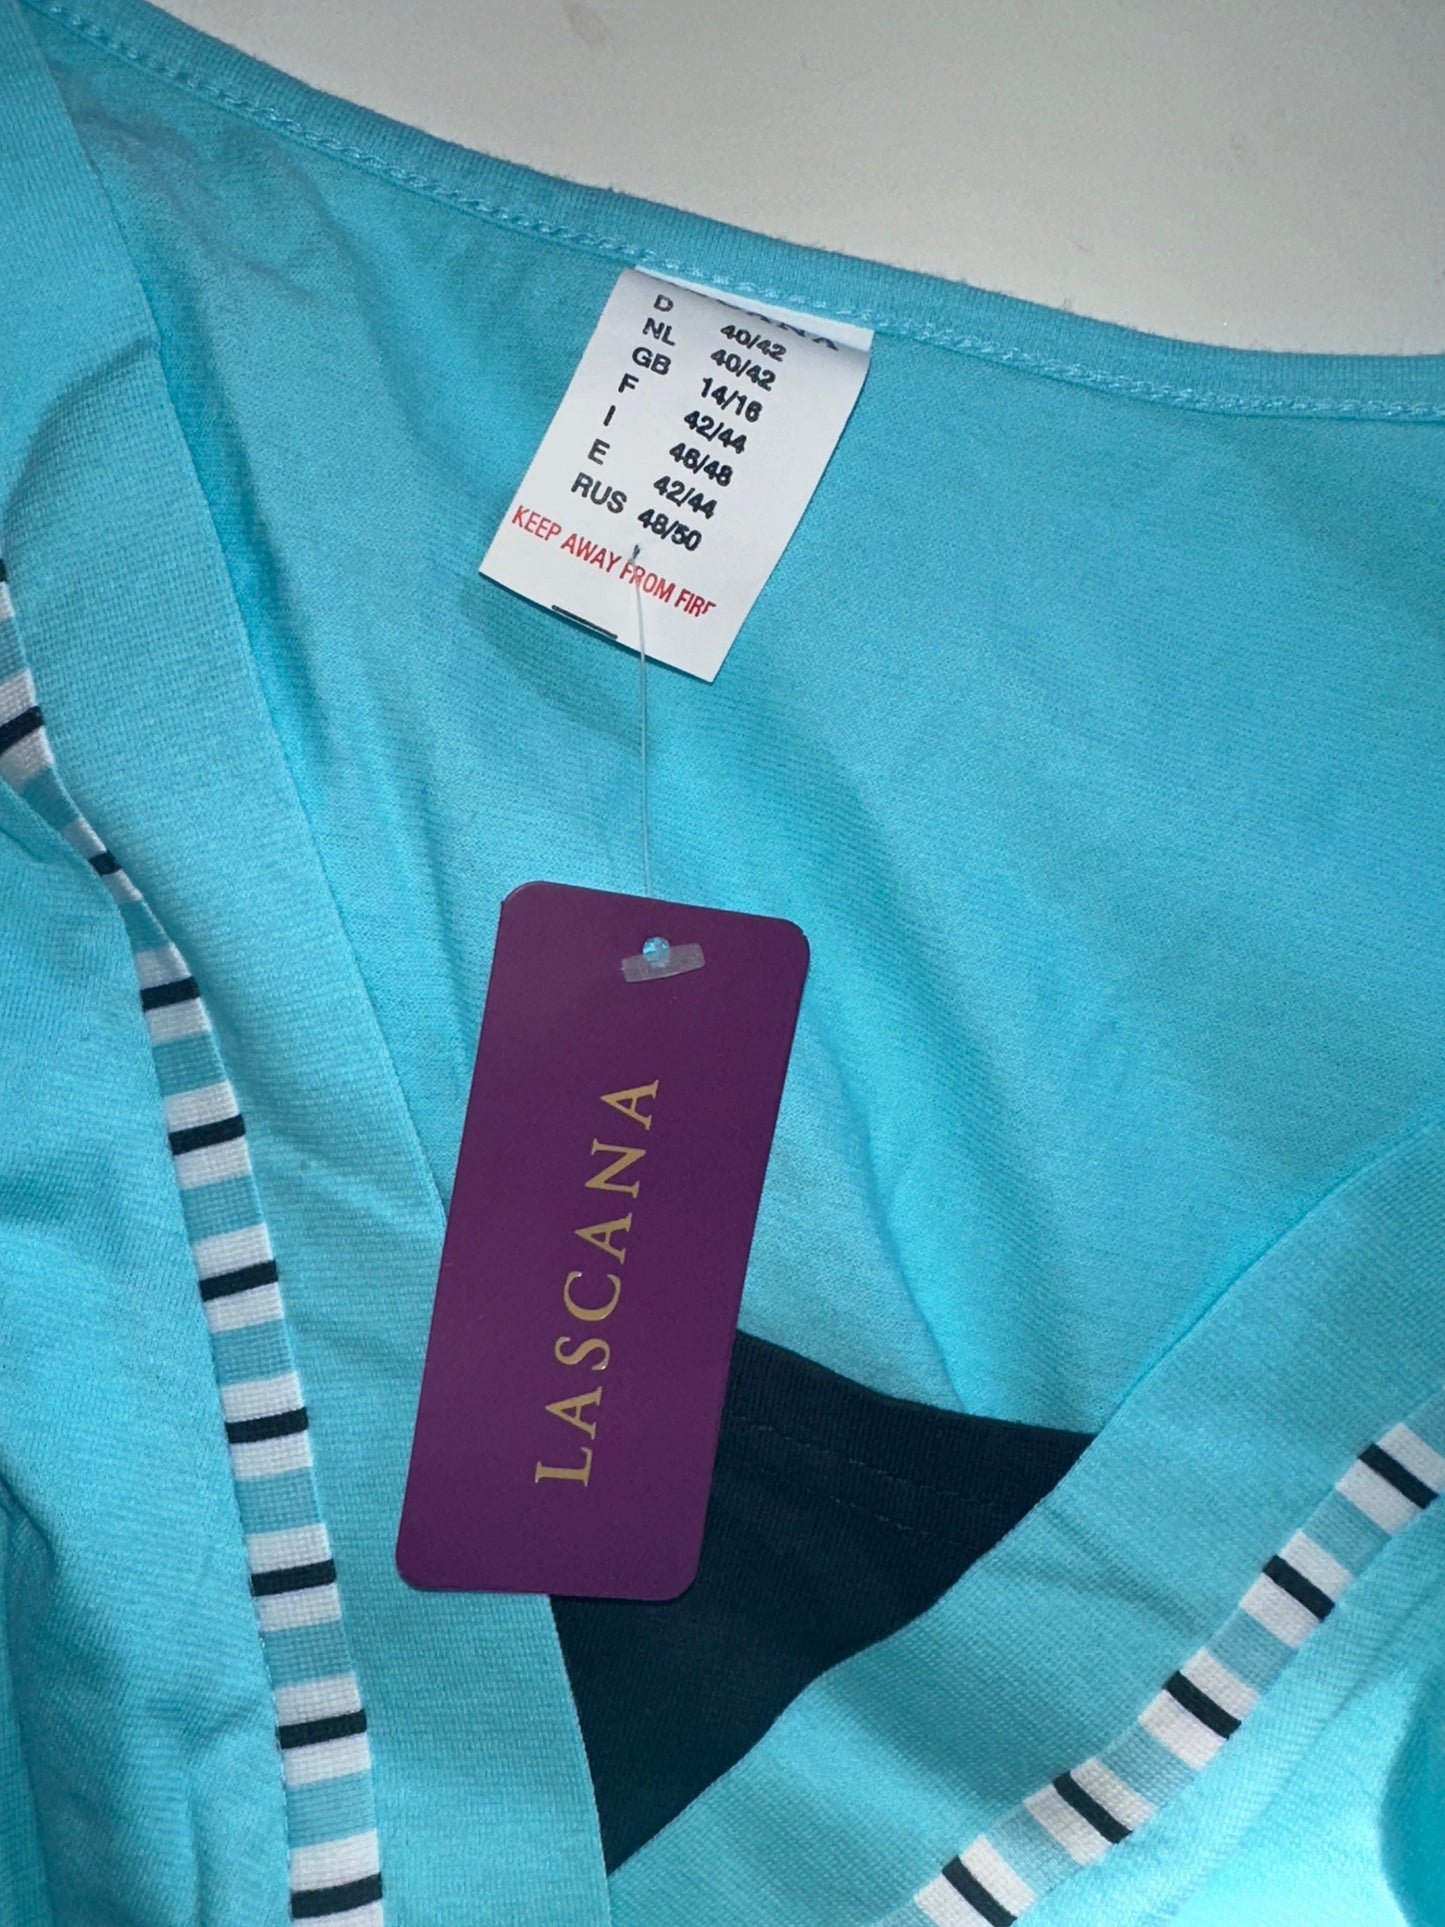 D 40/42
NL 40/42
GB 14/16
F 42/44
I 46/48
E 42/44
RUS 48/50
KEEP AWAY FROM FIRE
LASCANA